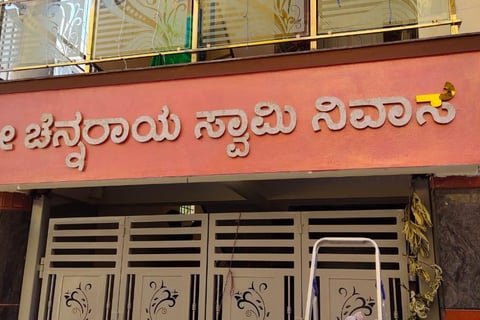 ೀ ಚೆನ್ನರಾಯ ಸ್ವಾಮಿ ನಿವಾಸ